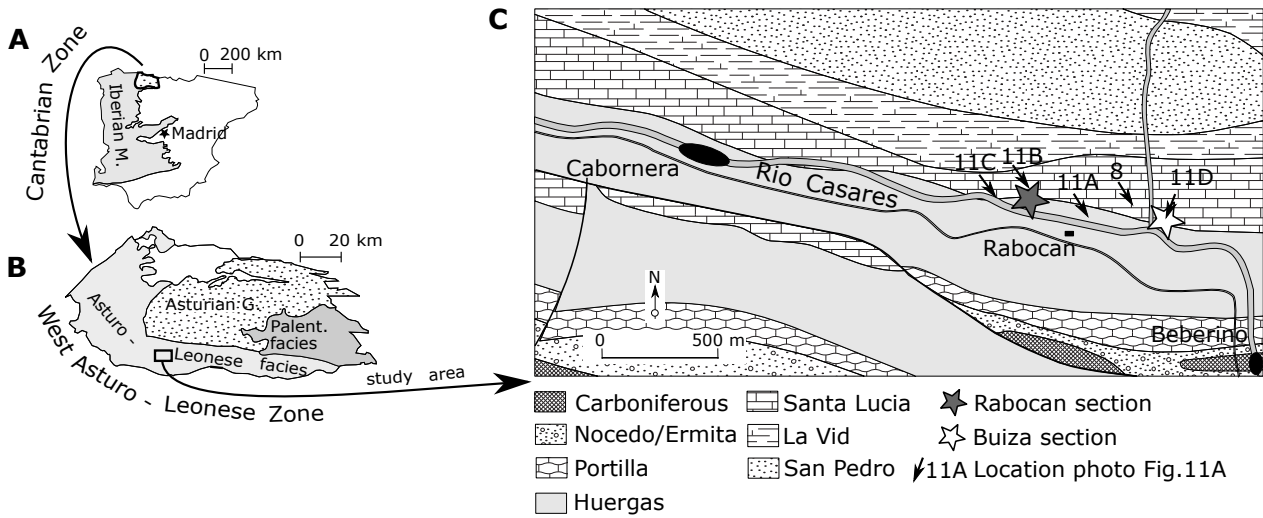 A
0 200 km
Cantabrian Zone
Iberian M.
Madrid
B
0 20 km
Asturian G.
Asturo -
Leonese facies
Palent.
facies
West Asturo - Leonese Zone
study area
C
Cabornera
Rio Casares
11C
11B
11A
8
11D
Rabocan
N
0 500 m
Beberino
Carboniferous
Nocedo/Ermita
Portilla
Huergas
Santa Lucia
La Vid
San Pedro
Rabocan section
Buiza section
11A Location photo Fig.11A